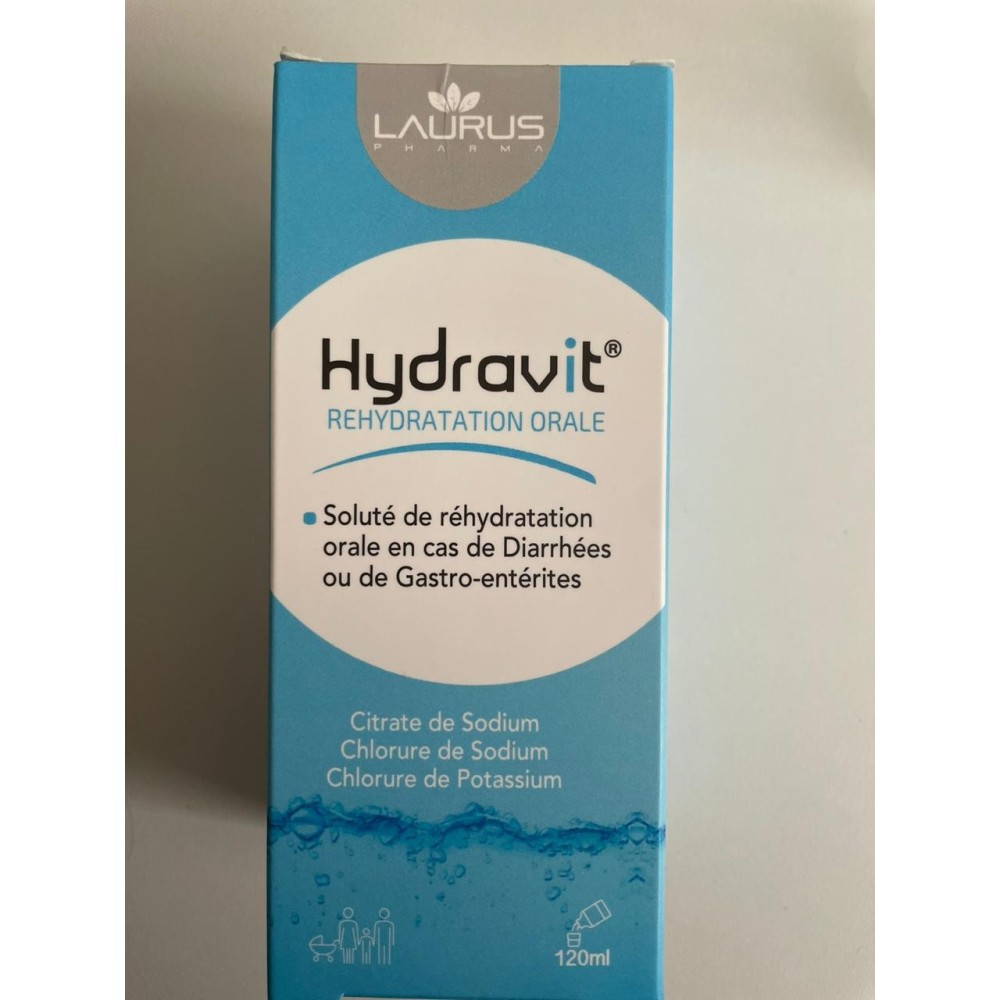 LAURUS
PHARMA
Hydravit®
REHYDRATATION ORALE
Soluté de réhydratation
orale en cas de Diarrhées
ou de Gastro-entérites
Citrate de Sodium
Chlorure de Sodium
Chlorure de Potassium
120ml